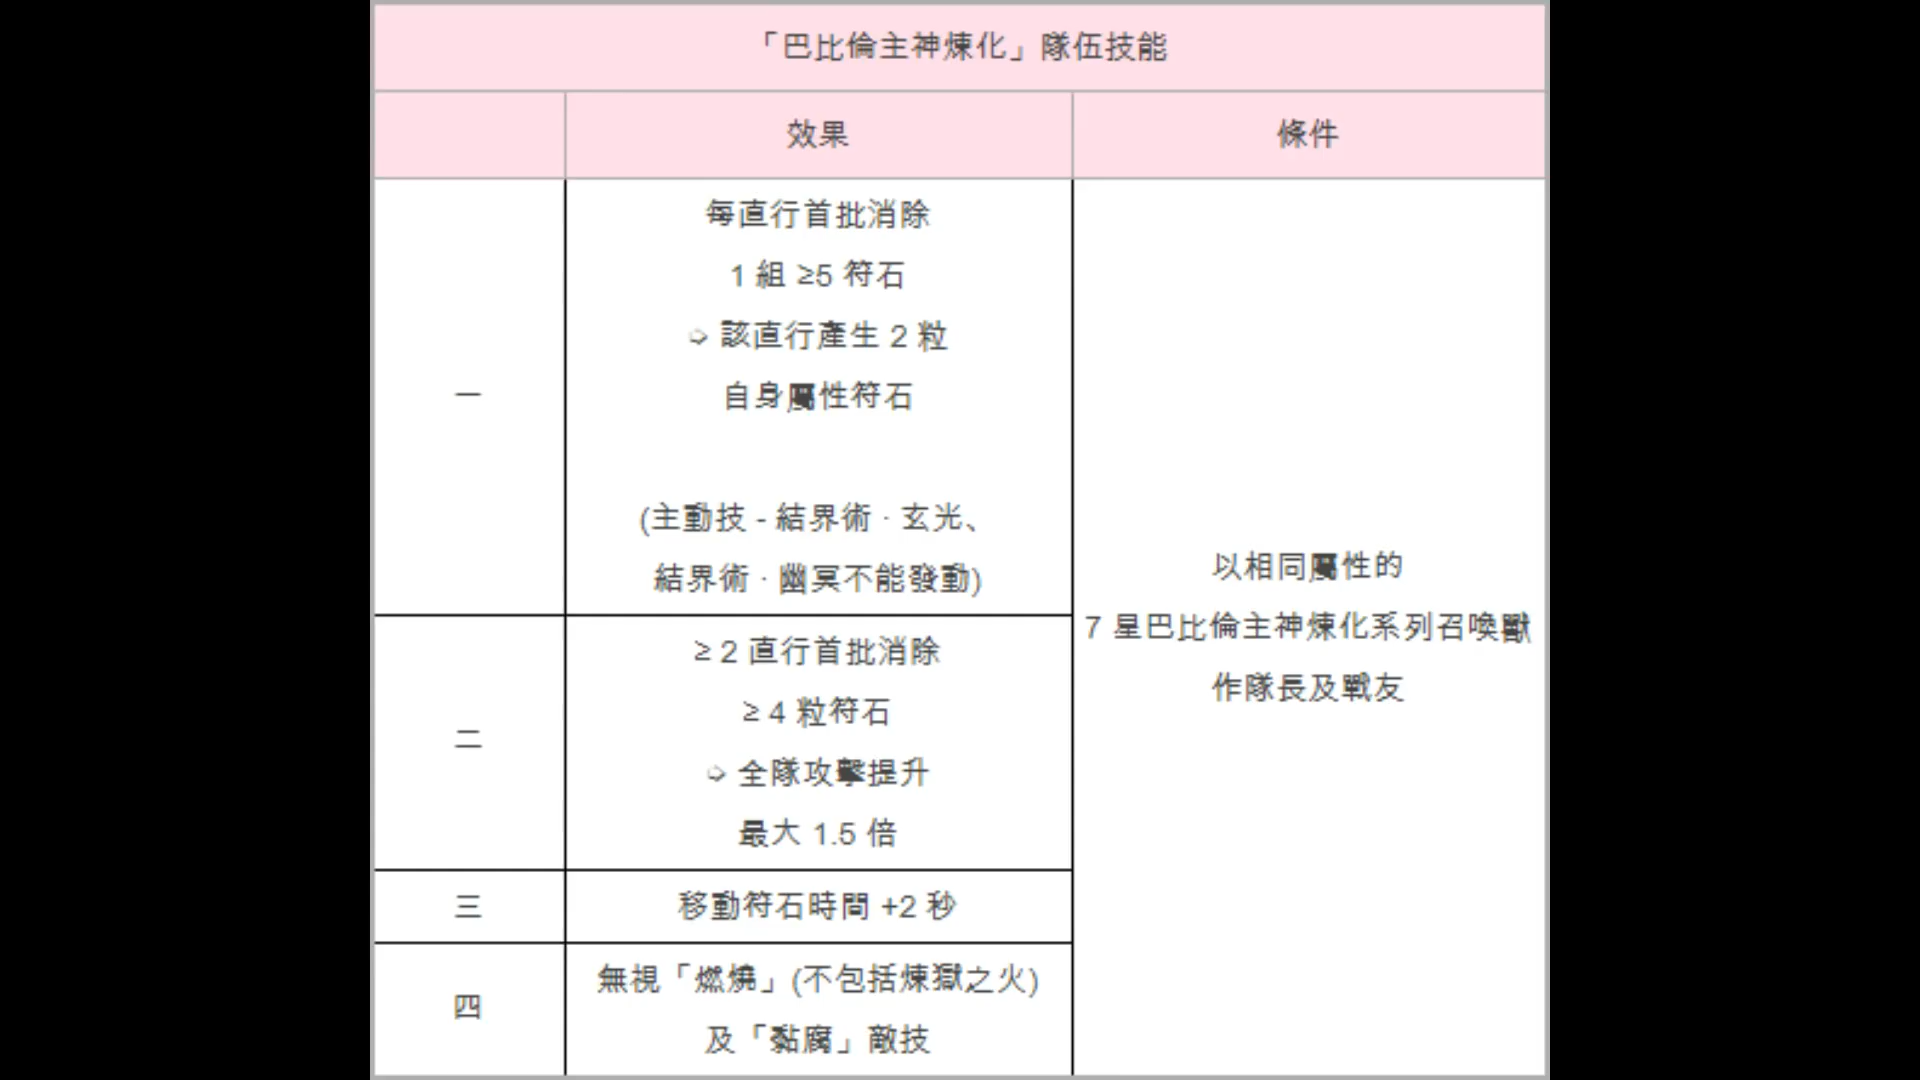 「巴比倫主神煉化」隊伍技能
效果
條件
一
每直行首批消除
1 組 ≥5 符石
➪ 該直行產生 2 粒
自身屬性符石
(主動技 - 結界術 · 玄光、
結界術 · 幽冥不能發動)
二
≥ 2 直行首批消除
≥ 4 粒符石
➪ 全隊攻擊提升
最大 1.5 倍
三
移動符石時間 +2 秒
四
無視「燃燒」(不包括煉獄之火)
及「黏腐」敵技
以相同屬性的
7 星巴比倫主神煉化系列召喚獸
作隊長及戰友